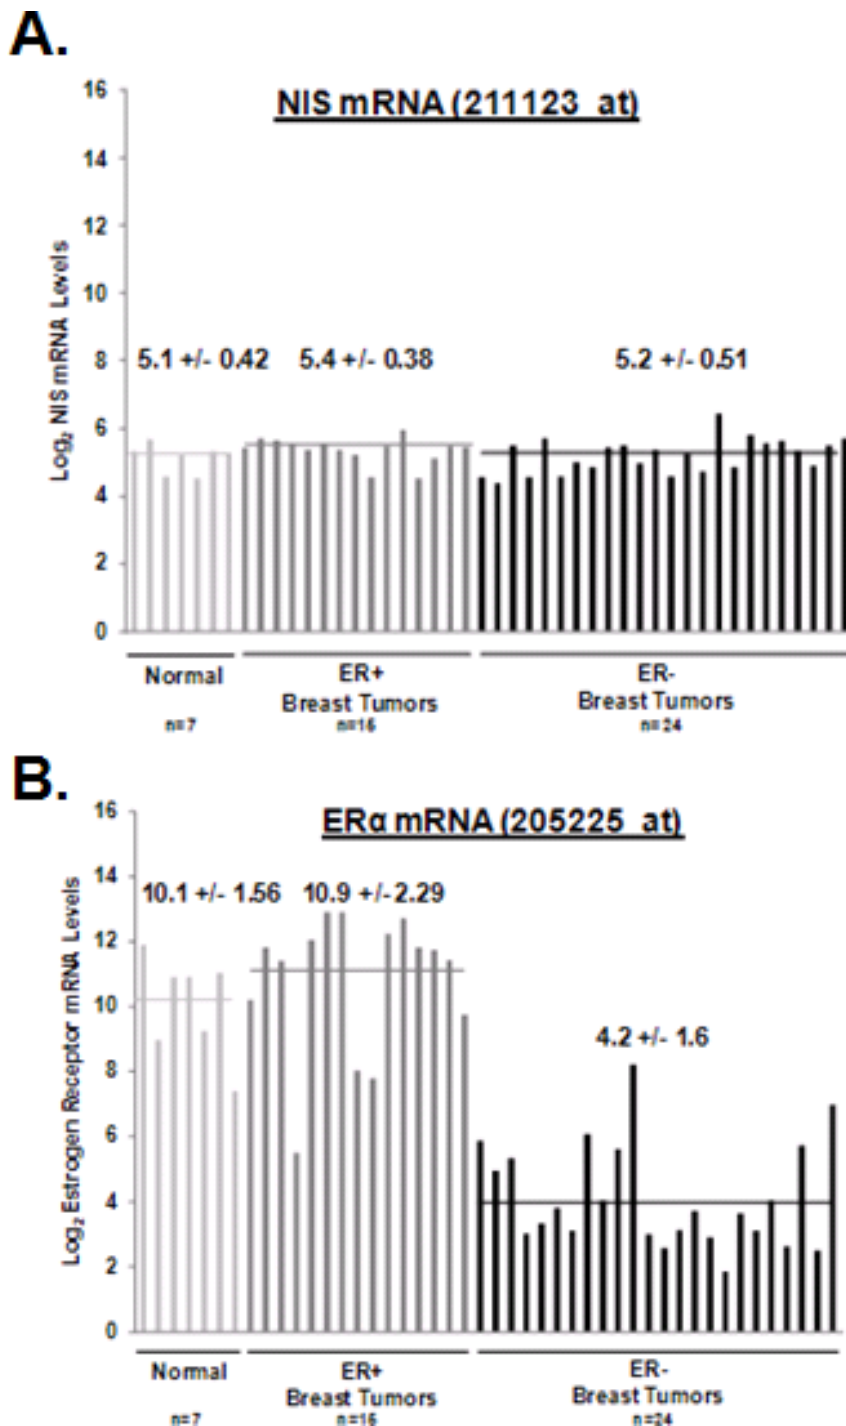 A.
NIS mRNA (211123_at)
Log2 NIS mRNA Levels
16
14
12
10
8
6
4
2
0
5.1 +/- 0.42
5.4 +/- 0.38
5.2 +/- 0.51
Normal
n=7
ER+
Breast Tumors
n=16
ER-
Breast Tumors
n=24
B.
ERα mRNA (205225_at)
Log2 Estrogen Receptor mRNA Levels
16
14
12
10
8
6
4
2
0
10.1 +/- 1.56
10.9 +/-2.29
4.2 +/- 1.6
Normal
n=7
ER+
Breast Tumors
n=16
ER-
Breast Tumors
n=24